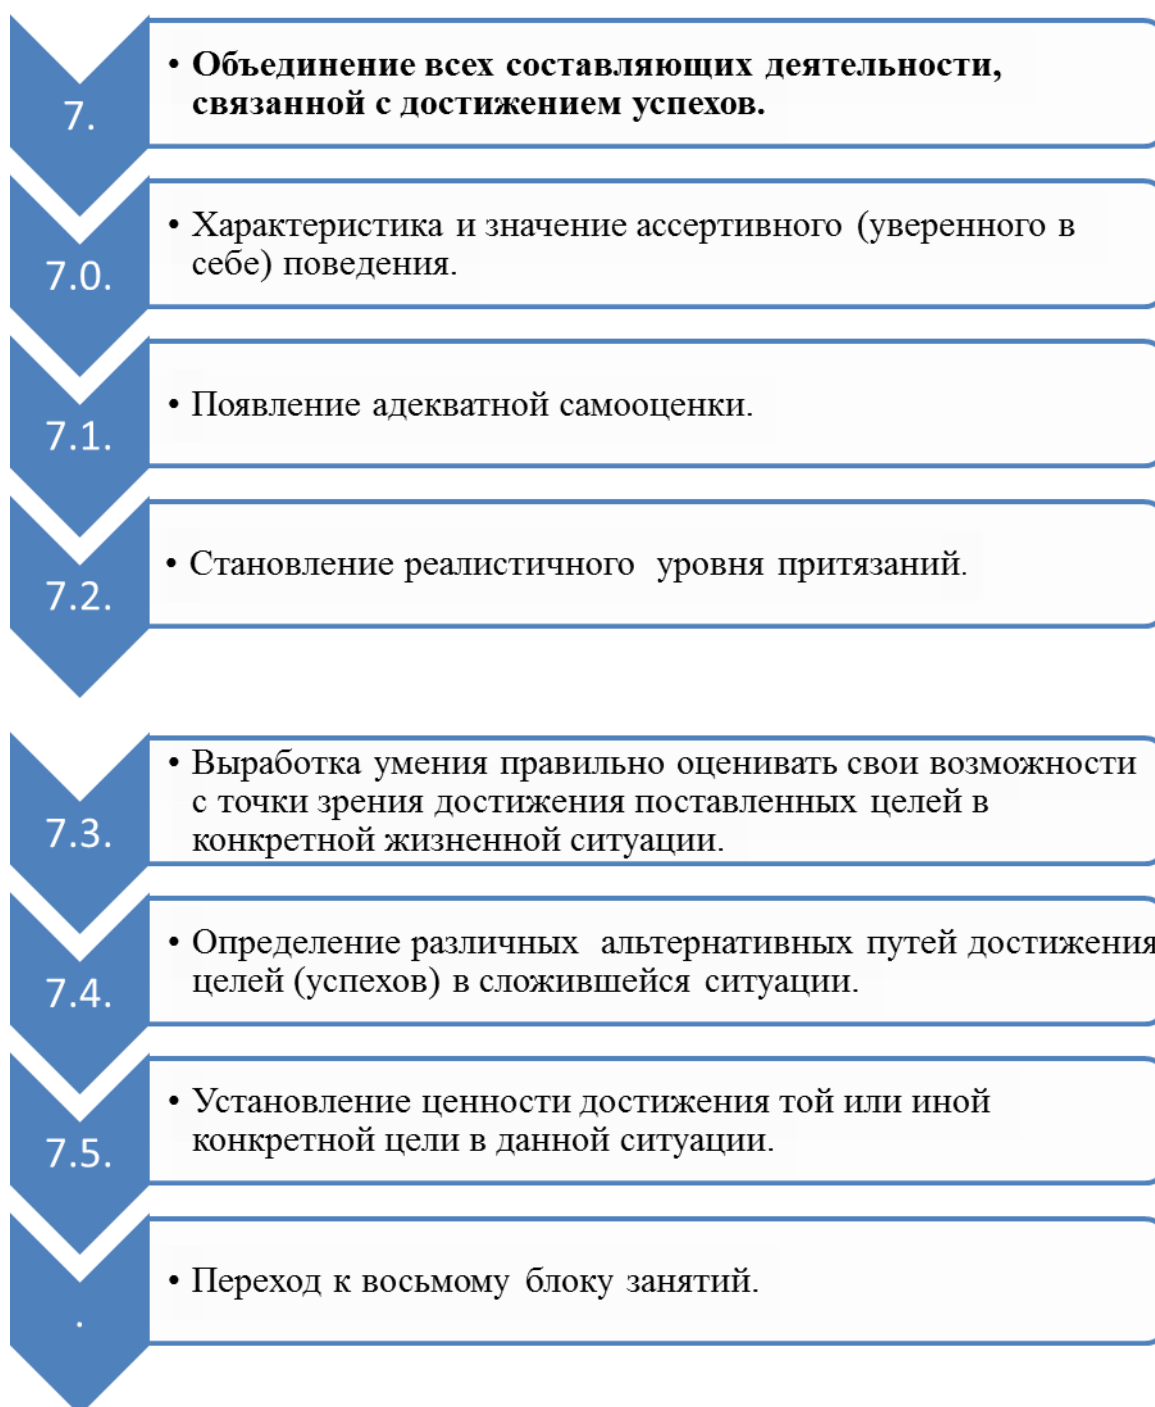 7.
• Объединение всех составляющих деятельности,
связанной с достижением успехов.
7.0.
• Характеристика и значение ассертивного (уверенного в
себе) поведения.
7.1.
• Появление адекватной самооценки.
7.2.
• Становление реалистичного уровня притязаний.
7.3.
• Выработка умения правильно оценивать свои возможности
с точки зрения достижения поставленных целей в
конкретной жизненной ситуации.
7.4.
• Определение различных альтернативных путей достижения
целей (успехов) в сложившейся ситуации.
7.5.
• Установление ценности достижения той или иной
конкретной цели в данной ситуации.
.
• Переход к восьмому блоку занятий.